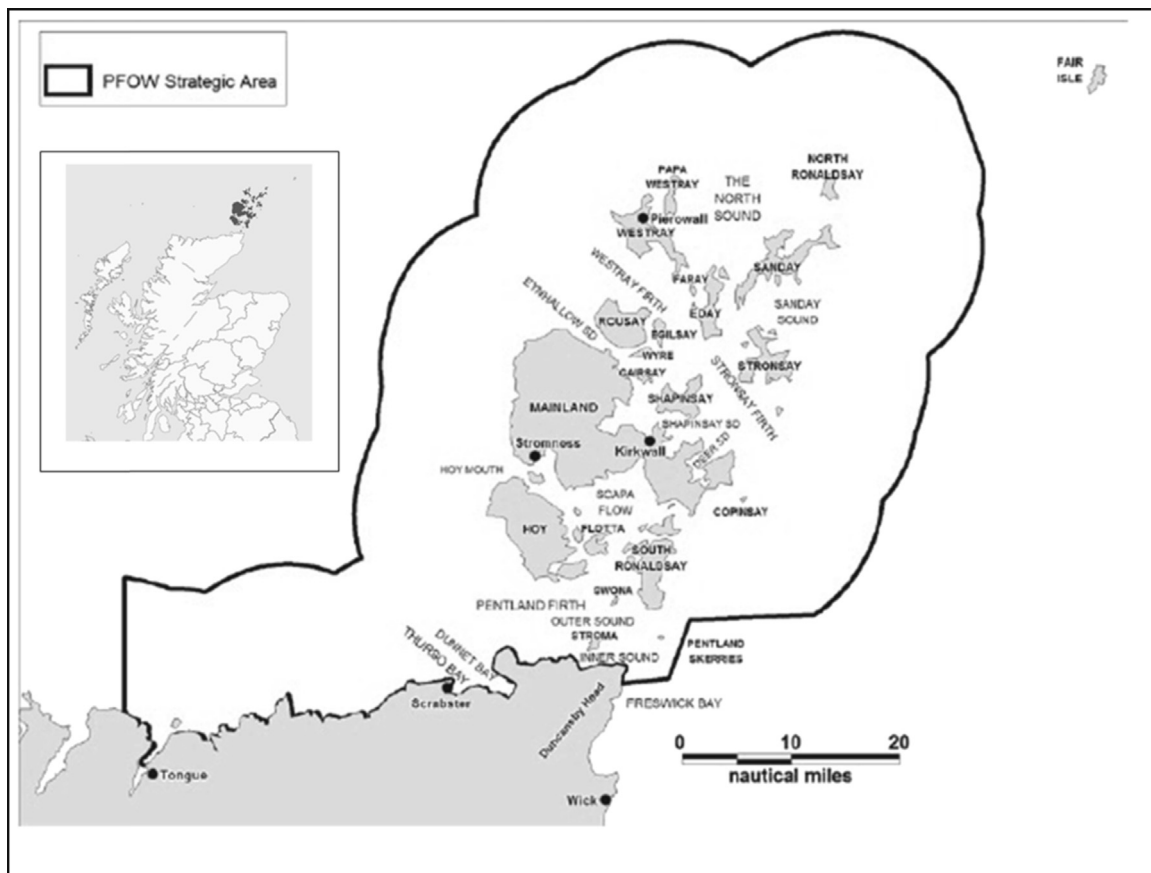 PFOW Strategic Area
FAIR
ISLE
PAPA
WESTRAY
THE
NORTH
SOUND
NORTH
RONALDSAY
Pierowall
WESTRAY
WESTRAY FIRTH
FARAY
SANDAY
EYNHALLOW SD
ROUSAY
EGILSAY
EDAY
SANDAY
SOUND
WYRE
GAIRSAY
STRONSAY
STRONSAY FIRTH
MAINLAND
SHAPINSAY
SHAPINSAY SD
Stromness
Kirkwall
DEER SD
HOY MOUTH
SCAPA
FLOW
COPINSAY
HOY
FLOTTA
SOUTH
RONALDSAY
SWONA
PENTLAND FIRTH
OUTER SOUND
STROMA
INNER SOUND
PENTLAND
SKERRIES
DUNNET BAY
THURSO BAY
Scrabster
Duncansby Head
FRESWICK BAY
0 10 20
nautical miles
Tongue
Wick